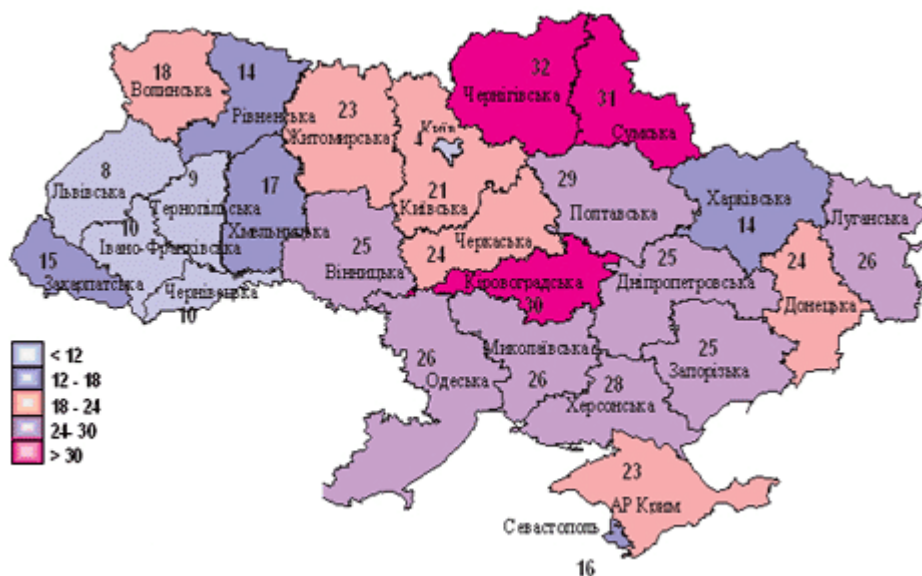 18
Волинська
14
Рівненська
23
Житомирська
Київ
4
32
Чернігівська
31
Сумська
8
Львівська
9
Тернопільська
17
Хмельницька
21
Київська
29
Полтавська
Харківська
14
Луганська
26
10
Івано-Франківська
15
Закарпатська
Чернівецька
10
25
Вінницька
24
Черкаська
Кіровоградська
30
25
Дніпропетровська
24
Донецька
26
Одеська
Миколаївська
26
28
Херсонська
25
Запорізька
< 12
12 - 18
18 - 24
24- 30
> 30
23
АР Крим
Севастополь
16